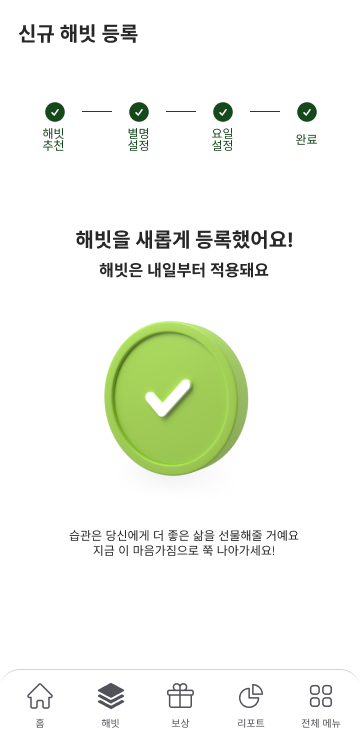 신규 해빗 등록
해빗
추천
별명
설정
요일
설정
완료
해빗을 새롭게 등록했어요!
해빗은 내일부터 적용돼요
습관은 당신에게 더 좋은 삶을 선물해줄 거예요
지금 이 마음가짐으로 쭉 나아가세요!
홈
해빗
보상
리포트
전체 메뉴